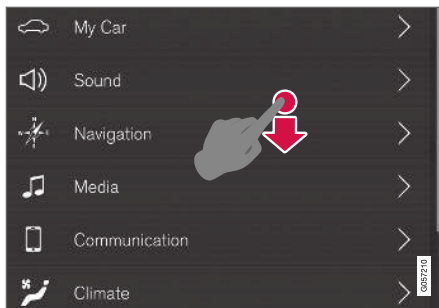 My Car
Sound
Navigation
Media
Communication
Climate
G057210